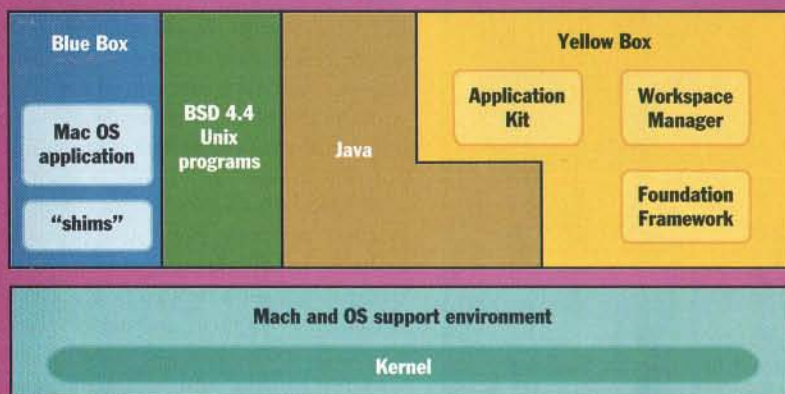 Blue Box
Mac OS
application
“shims”
BSD 4.4
Unix
programs
Java
Yellow Box
Application
Kit
Workspace
Manager
Foundation
Framework
Mach and OS support environment
Kernel